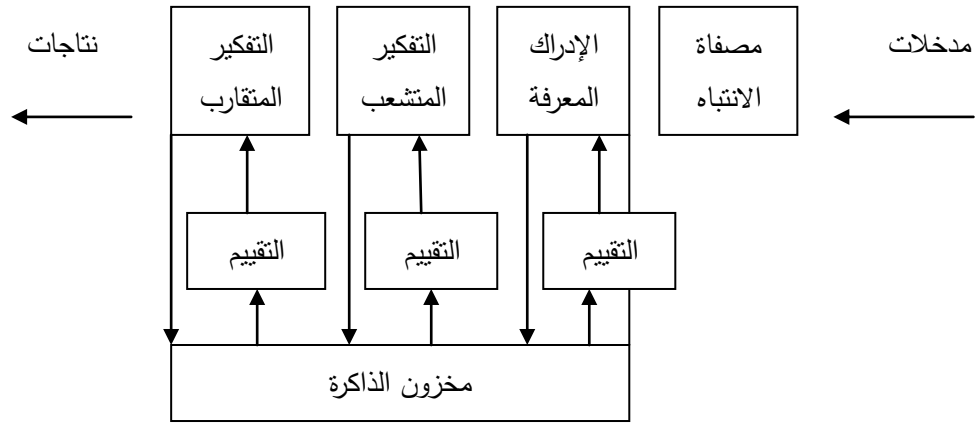 مدخلات
مصفاة
الانتباه
الإدراك
المعرفة
التفكير
المتشعب
التفكير
المتقارب
نتاجات
التقييم
التقييم
التقييم
مخزون الذاكرة